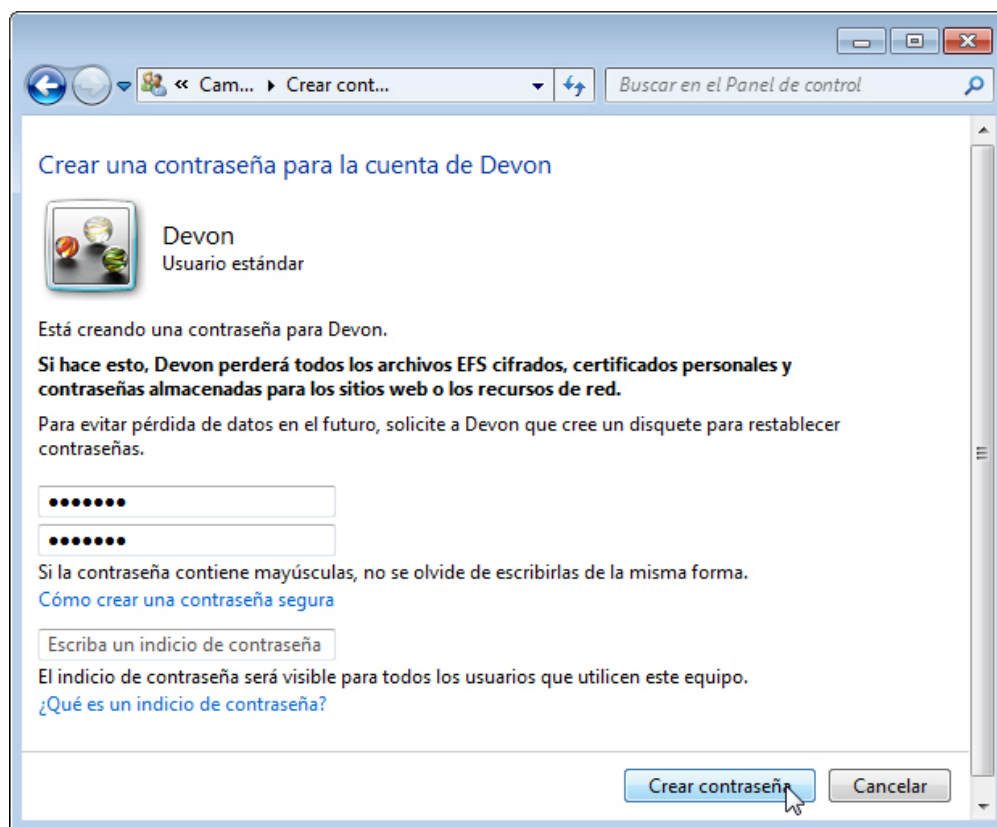 « Cam... ▸ Crear cont...
Buscar en el Panel de control
Crear una contraseña para la cuenta de Devon
Devon
Usuario estándar
Está creando una contraseña para Devon.
Si hace esto, Devon perderá todos los archivos EFS cifrados, certificados personales y
contraseñas almacenadas para los sitios web o los recursos de red.
Para evitar pérdida de datos en el futuro, solicite a Devon que cree un disquete para restablecer
contraseñas.
●●●●●●●
●●●●●●●
Si la contraseña contiene mayúsculas, no se olvide de escribirlas de la misma forma.
Cómo crear una contraseña segura
Escriba un indicio de contraseña
El indicio de contraseña será visible para todos los usuarios que utilicen este equipo.
¿Qué es un indicio de contraseña?
Crear contraseña
Cancelar